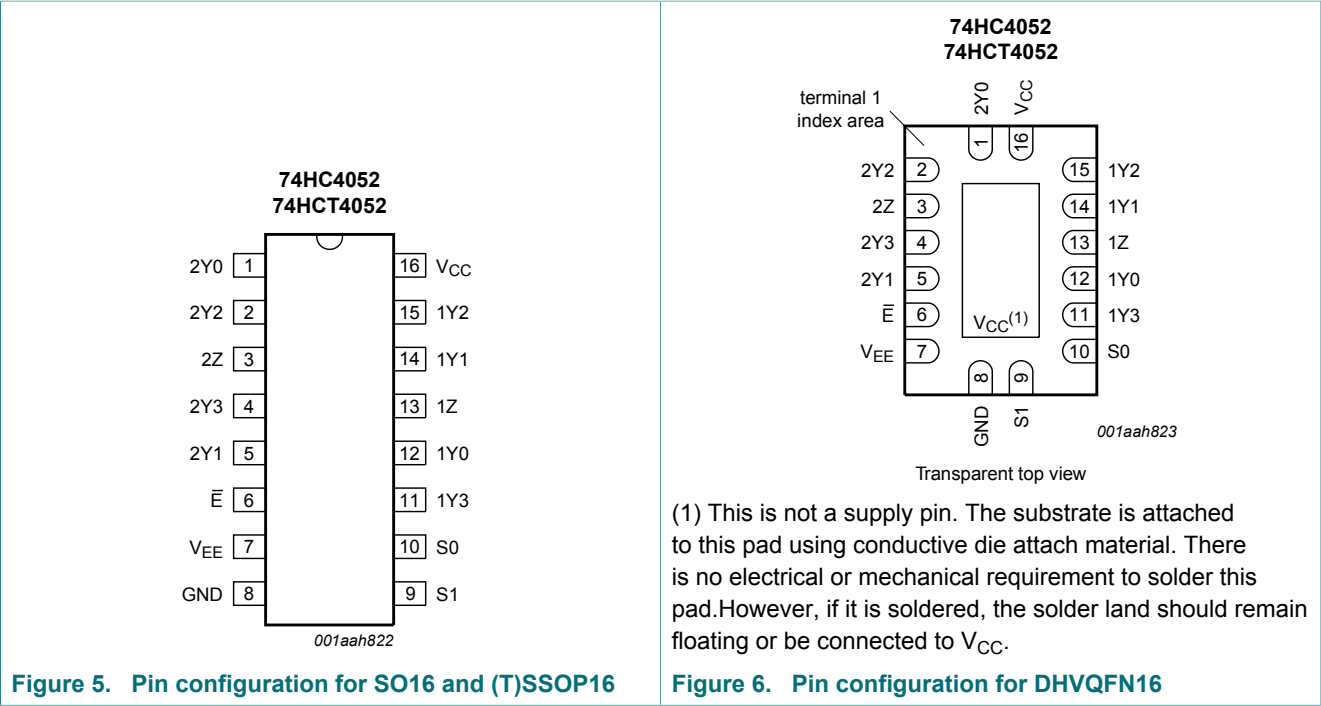 74HC4052
74HCT4052
2Y0 1 16 VCC
2Y2 2 15 1Y2
2Z 3 14 1Y1
2Y3 4 13 1Z
2Y1 5 12 1Y0
E̅ 6 11 1Y3
VEE 7 10 S0
GND 8 9 S1
001aah822
Figure 5. Pin configuration for SO16 and (T)SSOP16
74HC4052
74HCT4052
terminal 1
index area
2Y0 VCC
1 16
2Y2 2 15 1Y2
2Z 3 14 1Y1
2Y3 4 13 1Z
2Y1 5 12 1Y0
E̅ 6 11 1Y3
VCC(1)
VEE 7 10 S0
8 9
GND S1
001aah823
Transparent top view
(1) This is not a supply pin. The substrate is attached
to this pad using conductive die attach material. There
is no electrical or mechanical requirement to solder this
pad.However, if it is soldered, the solder land should remain
floating or be connected to VCC.
Figure 6. Pin configuration for DHVQFN16